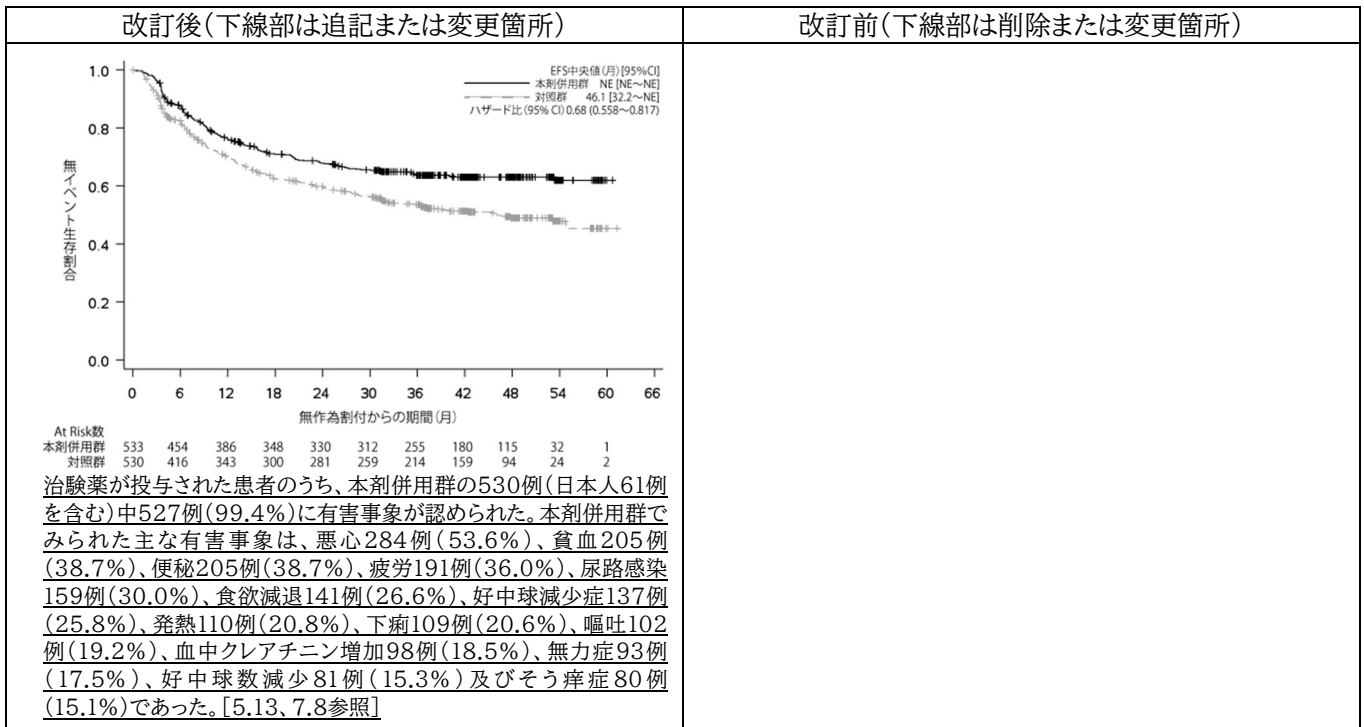 改訂後(下線部は追記または変更箇所)
改訂前(下線部は削除または変更箇所)
EFS中央値(月)[95%CI]
本剤併用群 NE [NE～NE]
対照群 46.1 [32.2～NE]
ハザード比(95% CI) 0.68 (0.558～0.817)
1.0
0.8
0.6
0.4
0.2
0.0
無イベント生存割合
0 6 12 18 24 30 36 42 48 54 60 66
無作為割付からの期間(月)
At Risk数
本剤併用群 533 454 386 348 330 312 255 180 115 32 1
対照群 530 416 343 300 281 259 214 159 94 24 2
治験薬が投与された患者のうち、本剤併用群の530例(日本人61例
を含む)中527例(99.4%)に有害事象が認められた。本剤併用群で
みられた主な有害事象は、悪心284例(53.6%)、貧血205例
(38.7%)、便秘205例(38.7%)、疲労191例(36.0%)、尿路感染
159例(30.0%)、食欲減退141例(26.6%)、好中球減少症137例
(25.8%)、発熱110例(20.8%)、下痢109例(20.6%)、嘔吐102
例(19.2%)、血中クレアチニン増加98例(18.5%)、無力症93例
(17.5%)、好中球数減少81例(15.3%)及びそう痒症80例
(15.1%)であった。[5.13、7.8参照]